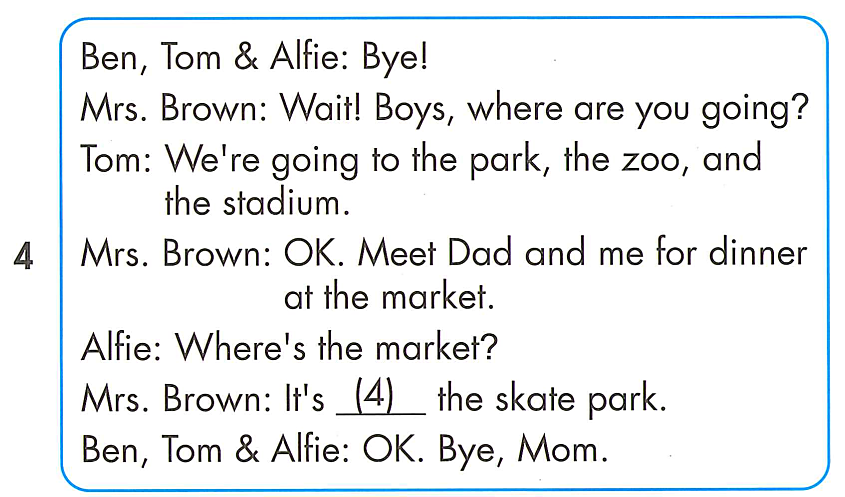 Ben, Tom & Alfie: Bye!
Mrs. Brown: Wait! Boys, where are you going?
Tom: We're going to the park, the zoo, and
the stadium.
4
Mrs. Brown: OK. Meet Dad and me for dinner
at the market.
Alfie: Where's the market?
Mrs. Brown: It's (4) the skate park.
Ben, Tom & Alfie: OK. Bye, Mom.